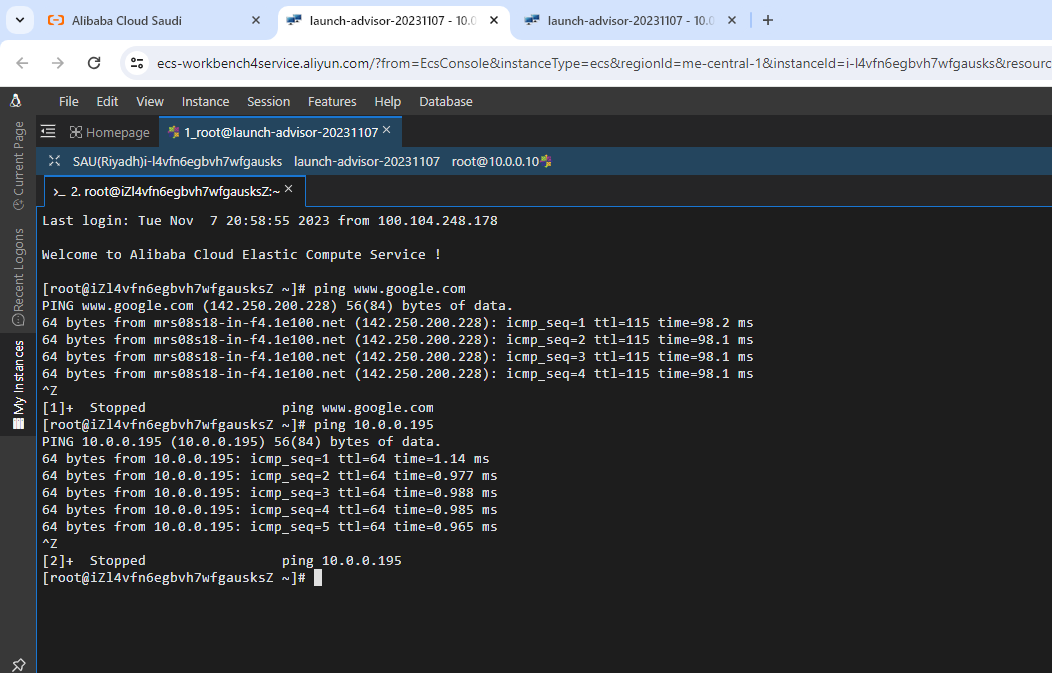 Alibaba Cloud Saudi
launch-advisor-20231107 - 10.0
launch-advisor-20231107 - 10.0
ecs-workbench4service.aliyun.com/?from=EcsConsole&instanceType=ecs&regionId=me-central-1&instanceId=i-l4vfn6egbvh7wfgausks&resourc
File Edit View Instance Session Features Help Database
Homepage 1_root@launch-advisor-20231107
SAU(Riyadh)i-l4vfn6egbvh7wfgausks launch-advisor-20231107 root@10.0.0.10
>_ 2. root@iZl4vfn6egbvh7wfgausksZ:~
Current Page
Recent Logons
My Instances
Last login: Tue Nov  7 20:58:55 2023 from 100.104.248.178
Welcome to Alibaba Cloud Elastic Compute Service !
[root@iZl4vfn6egbvh7wfgausksZ ~]# ping www.google.com
PING www.google.com (142.250.200.228) 56(84) bytes of data.
64 bytes from mrs08s18-in-f4.1e100.net (142.250.200.228): icmp_seq=1 ttl=115 time=98.2 ms
64 bytes from mrs08s18-in-f4.1e100.net (142.250.200.228): icmp_seq=2 ttl=115 time=98.1 ms
64 bytes from mrs08s18-in-f4.1e100.net (142.250.200.228): icmp_seq=3 ttl=115 time=98.1 ms
64 bytes from mrs08s18-in-f4.1e100.net (142.250.200.228): icmp_seq=4 ttl=115 time=98.1 ms
^Z
[1]+  Stopped                 ping www.google.com
[root@iZl4vfn6egbvh7wfgausksZ ~]# ping 10.0.0.195
PING 10.0.0.195 (10.0.0.195) 56(84) bytes of data.
64 bytes from 10.0.0.195: icmp_seq=1 ttl=64 time=1.14 ms
64 bytes from 10.0.0.195: icmp_seq=2 ttl=64 time=0.977 ms
64 bytes from 10.0.0.195: icmp_seq=3 ttl=64 time=0.988 ms
64 bytes from 10.0.0.195: icmp_seq=4 ttl=64 time=0.985 ms
64 bytes from 10.0.0.195: icmp_seq=5 ttl=64 time=0.965 ms
^Z
[2]+  Stopped                 ping 10.0.0.195
[root@iZl4vfn6egbvh7wfgausksZ ~]#